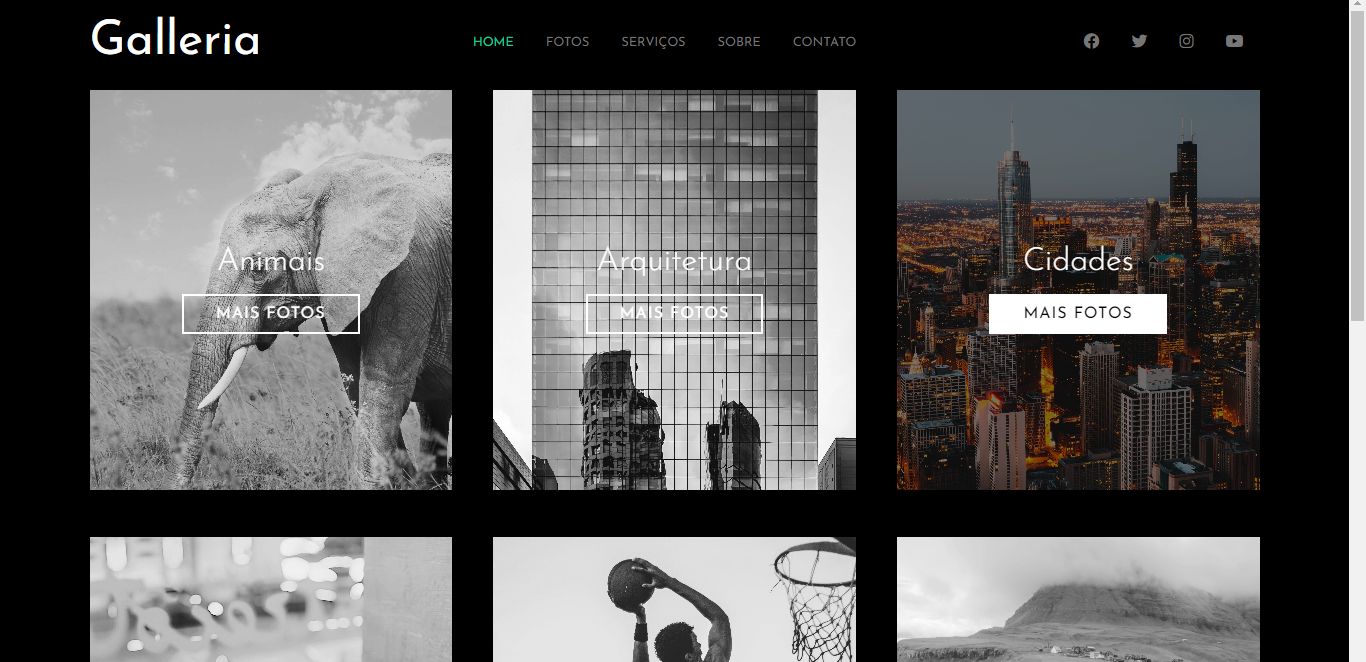 Galleria
HOME FOTOS SERVIÇOS SOBRE CONTATO
Animais
MAIS FOTOS
Arquitetura
MAIS FOTOS
Cidades
MAIS FOTOS